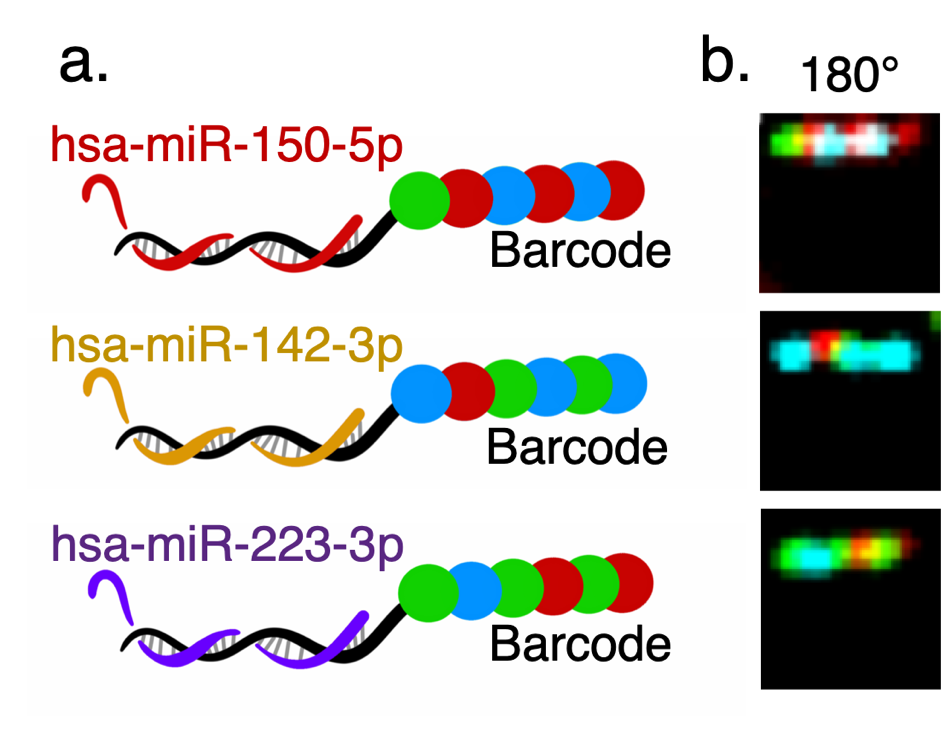 a.
b.
180°
hsa-miR-150-5p
Barcode
hsa-miR-142-3p
Barcode
hsa-miR-223-3p
Barcode